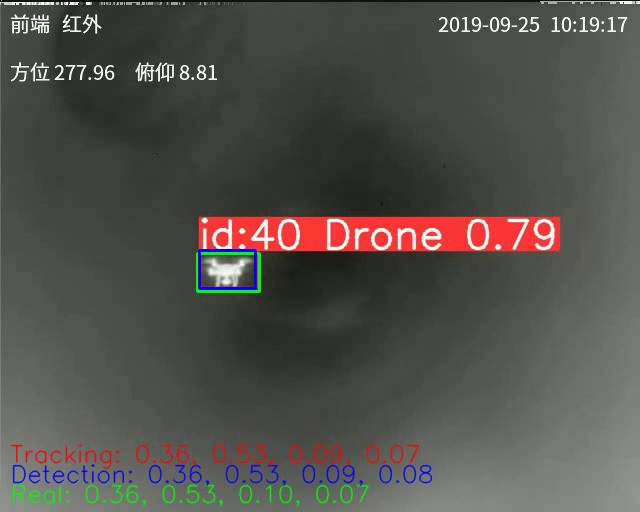 前端 红外 2019-09-25 10:19:17
方位 277.96 俯仰 8.81
id:40 Drone 0.79
Tracking: 0.36, 0.53, 0.09, 0.07
Detection: 0.36, 0.53, 0.09, 0.08
Real: 0.36, 0.53, 0.10, 0.07